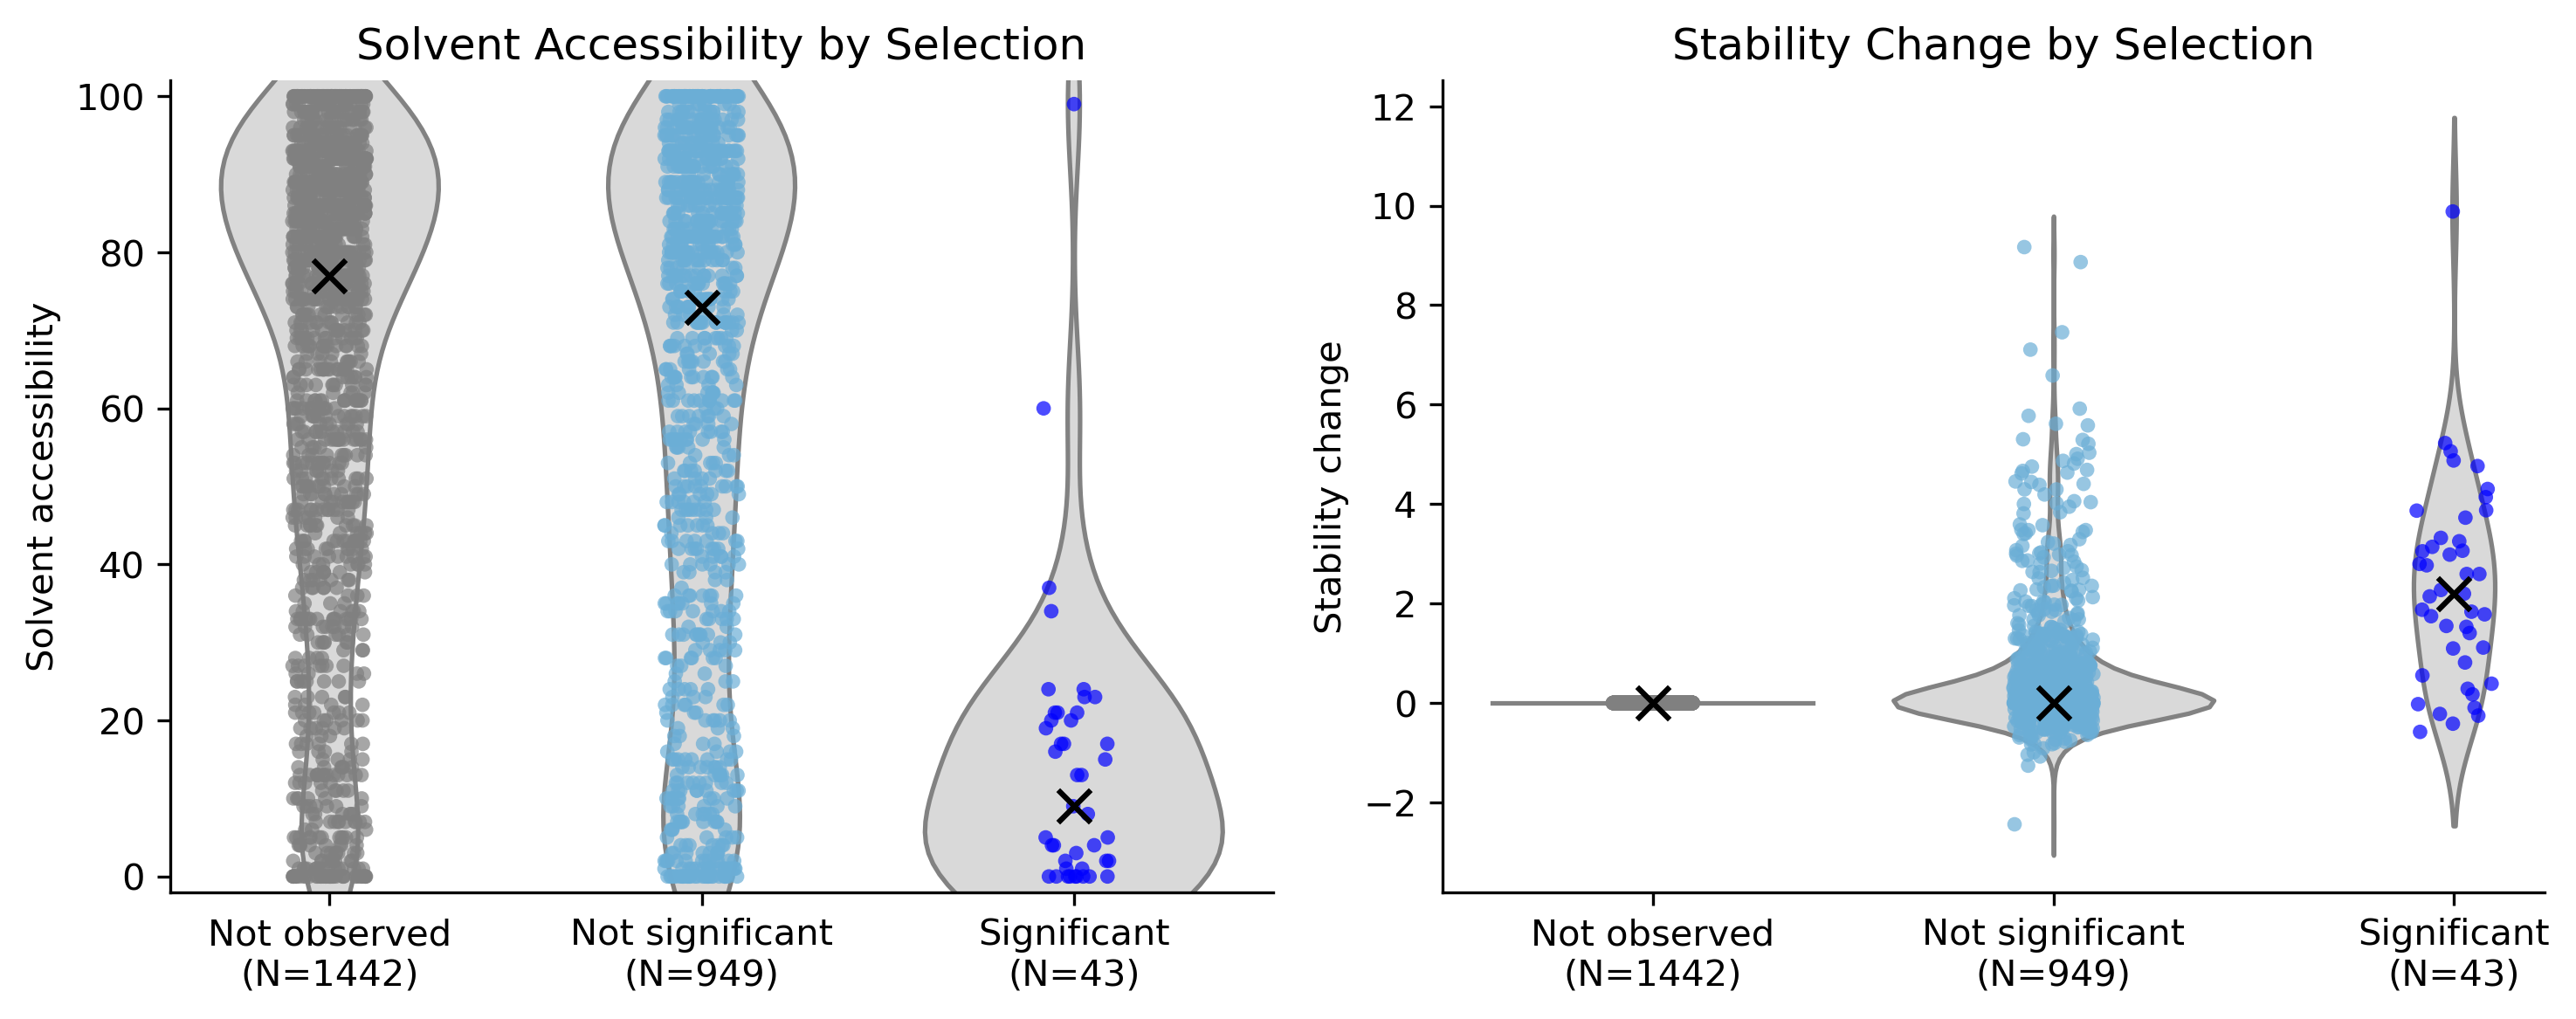 Solvent Accessibility by Selection
Solvent accessibility
100
80
60
40
20
0
Not observed
(N=1442)
Not significant
(N=949)
Significant
(N=43)
Stability Change by Selection
Stability change
12
10
8
6
4
2
0
−2
Not observed
(N=1442)
Not significant
(N=949)
Significant
(N=43)